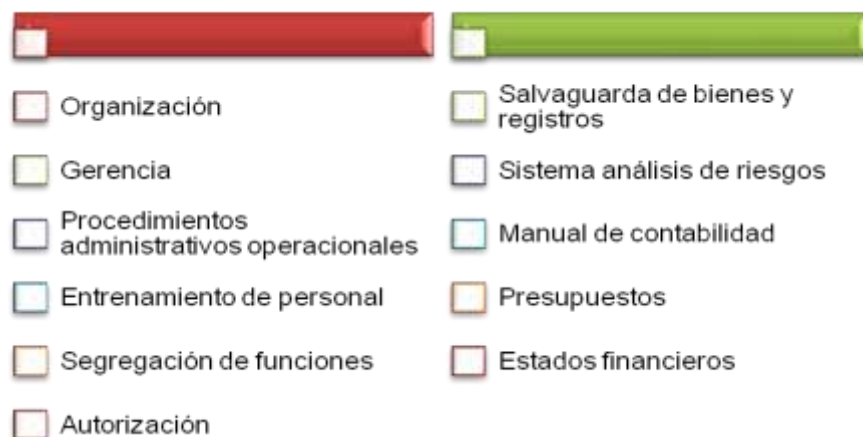 Organización
Gerencia
Procedimientos
administrativos operacionales
Entrenamiento de personal
Segregación de funciones
Autorización
Salvaguarda de bienes y
registros
Sistema análisis de riesgos
Manual de contabilidad
Presupuestos
Estados financieros